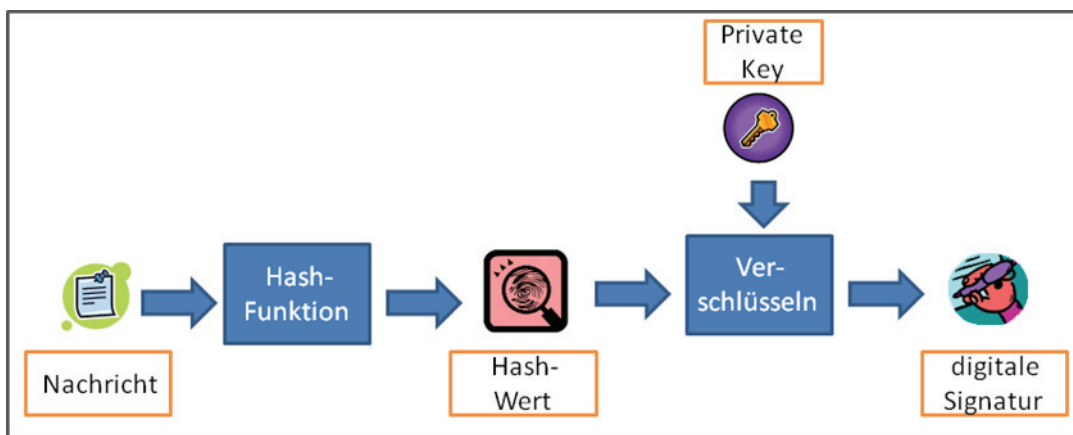 Private
Key
Hash-
Funktion
Ver-
schlüsseln
Nachricht
Hash-
Wert
digitale
Signatur